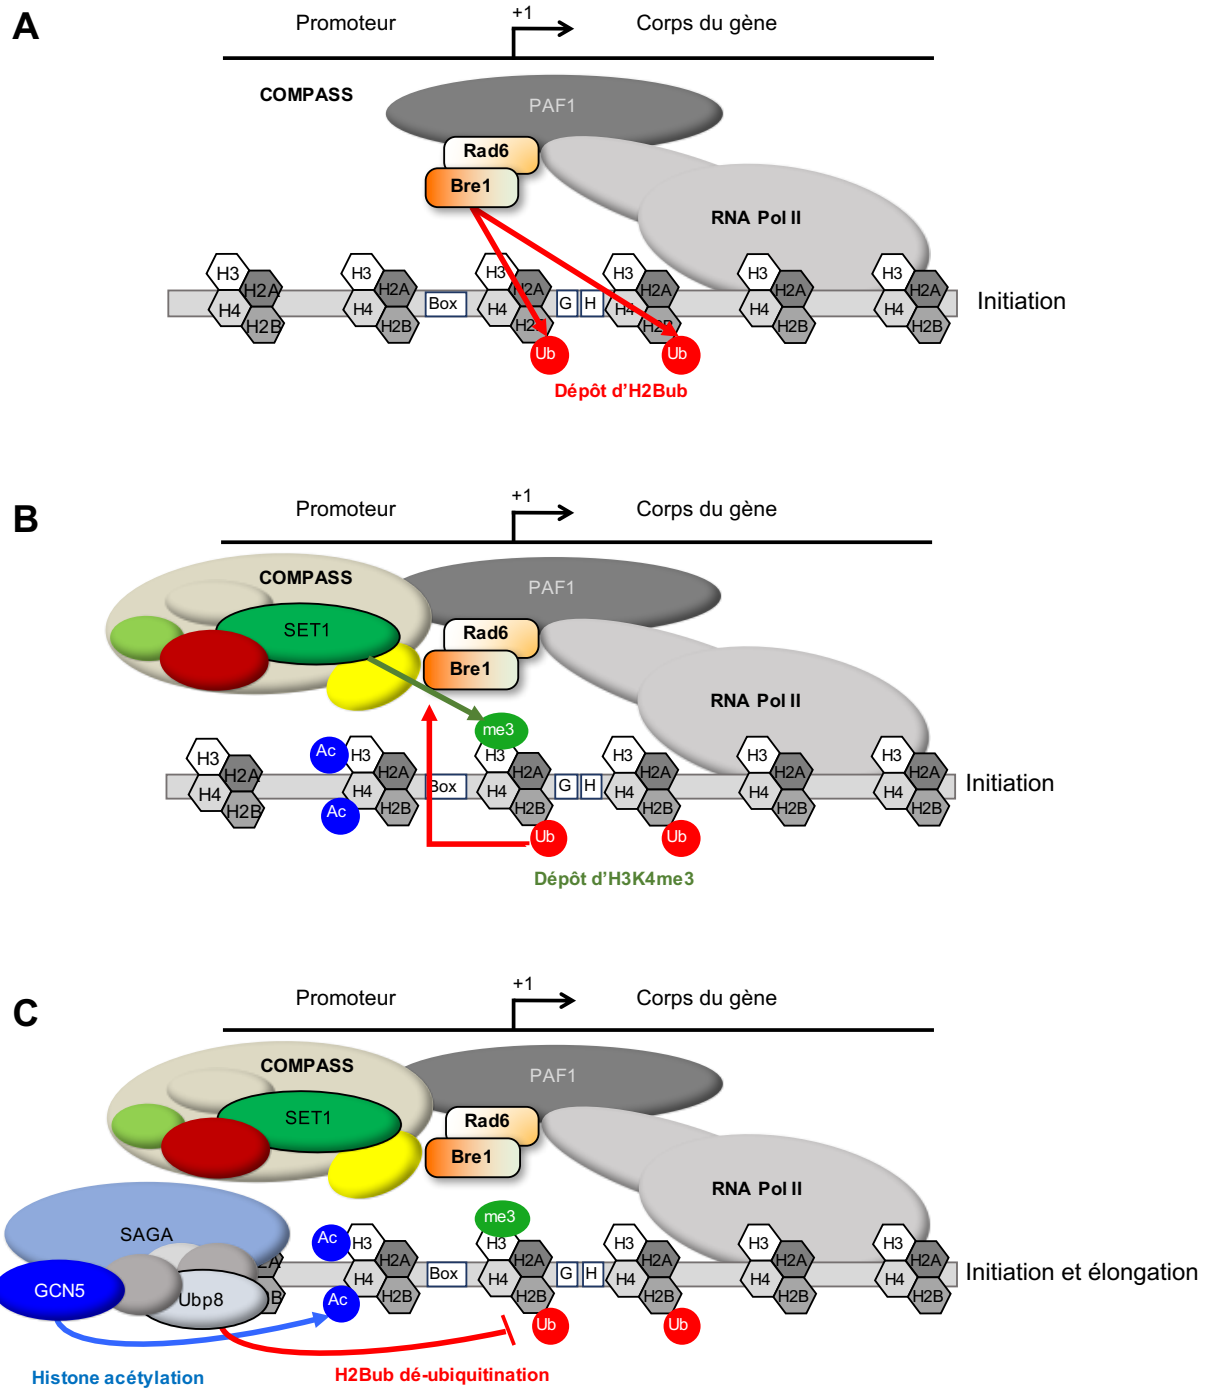 A
Promoteur
+1
Corps du gène
COMPASS
PAF1
Rad6
Bre1
RNA Pol II
H3 H3 H3 H3 H3 H3
H2A H2A H2A H2A H2A H2A
H4 H4 Box H4 G H H4 H4 H4
H2B H2B H2B H2B H2B H2B
Initiation
Ub Ub
Dépôt d'H2Bub
B
Promoteur
+1
Corps du gène
COMPASS
PAF1
SET1
Rad6
Bre1
RNA Pol II
me3
Ac
H3 H3 H3 H3 H3 H3
H2A H2A H2A H2A H2A H2A
H4 H4 Box H4 G H H4 H4 H4
H2B H2B H2B H2B H2B H2B
Initiation
Ac
Ub Ub
Dépôt d'H3K4me3
C
Promoteur
+1
Corps du gène
COMPASS
PAF1
SET1
Rad6
Bre1
RNA Pol II
me3
SAGA
Ac
H3 H3 H3 H3 H3
2A H2A H2A H2A H2A H2A
H4 Box H4 G H H4 H4 H4
GCN5
Ubp8
B H2B H2B H2B H2B H2B
Initiation et élongation
Ac
Ub Ub
Histone acétylation
H2Bub dé-ubiquitination